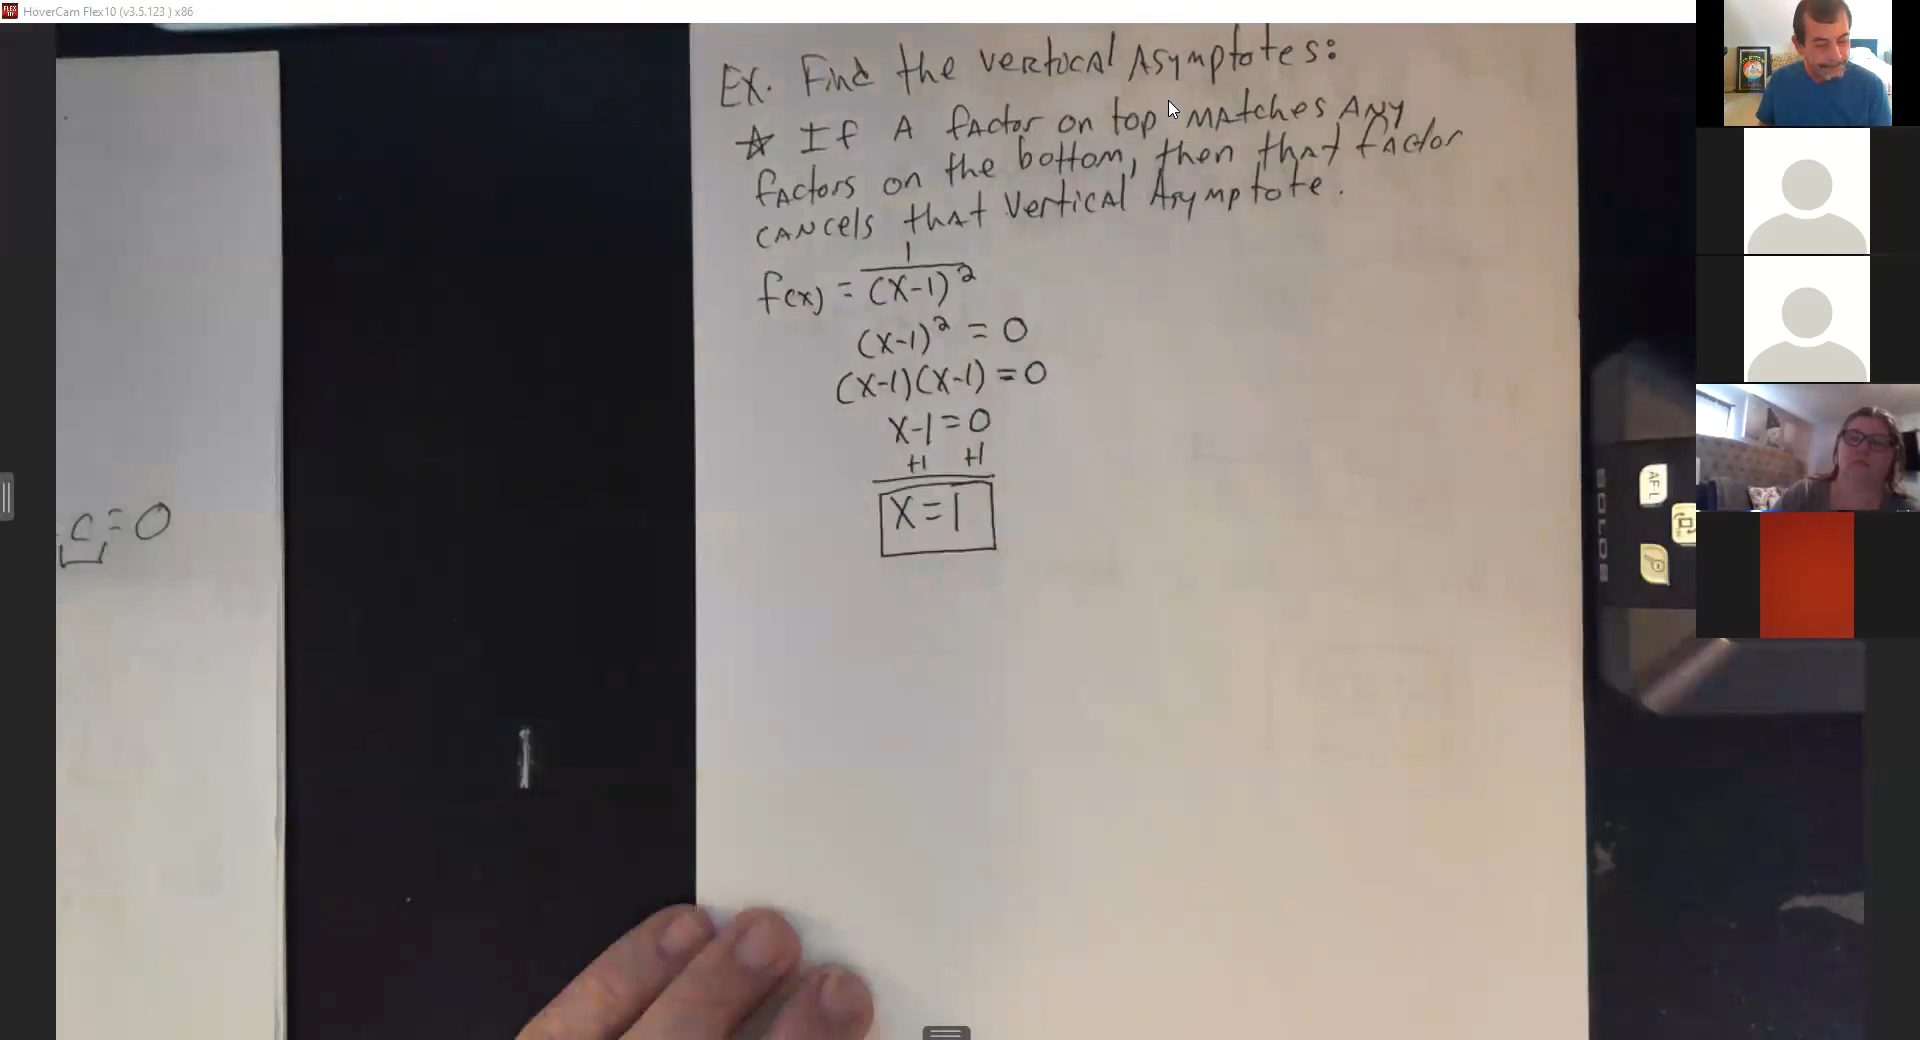 HoverCam Flex10 (v3.5.123 ) x86
Ex. Find the vertical Asymptotes:
☆ If A factor on top matches ANY
factors on the bottom, then that factor
cancels that vertical Asymptote.
f(x) = 1/(x-1)²
(x-1)² = 0
(x-1)(x-1) = 0
x-1 = 0
+1 +1
x = 1
c = 0
AF-L